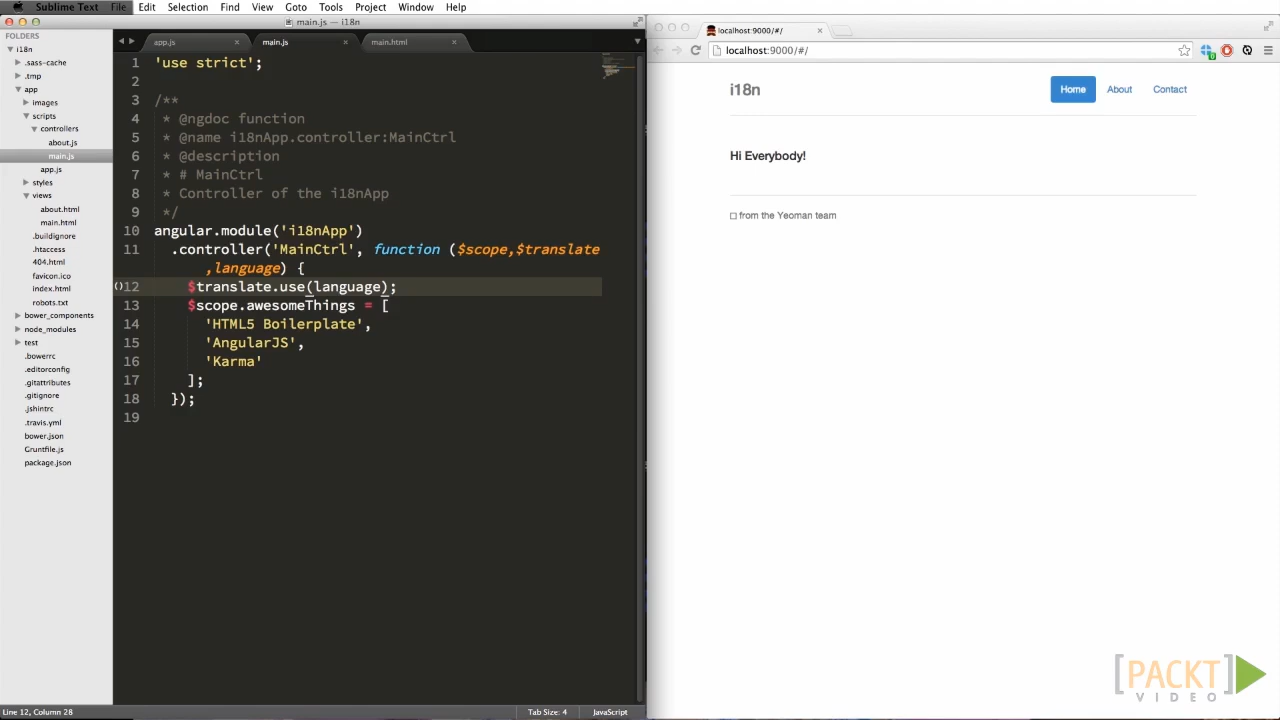 Sublime Text File Edit Selection Find View Goto Tools Project Window Help
main.js — i18n
FOLDERS
i18n
.sass-cache
.tmp
app
images
scripts
controllers
about.js
main.js
app.js
styles
views
about.html
main.html
.buildignore
.htaccess
404.html
favicon.ico
index.html
robots.txt
bower_components
node_modules
test
.bowerrc
.editorconfig
.gitattributes
.gitignore
.jshintrc
.travis.yml
bower.json
Gruntfile.js
package.json
app.js main.js main.html
1 'use strict';
2
3 /**
4 * @ngdoc function
5 * @name i18nApp.controller:MainCtrl
6 * @description
7 * # MainCtrl
8 * Controller of the i18nApp
9 */
10 angular.module('i18nApp')
11 .controller('MainCtrl', function ($scope,$translate
,language) {
12 $translate.use(language);
13 $scope.awesomeThings = [
14 'HTML5 Boilerplate',
15 'AngularJS',
16 'Karma'
17 ];
18 });
19
Line 12, Column 28 Tab Size: 4 JavaScript
localhost:9000/#/
localhost:9000/#/
i18n Home About Contact
Hi Everybody!
from the Yeoman team
[PACKT]
VIDEO